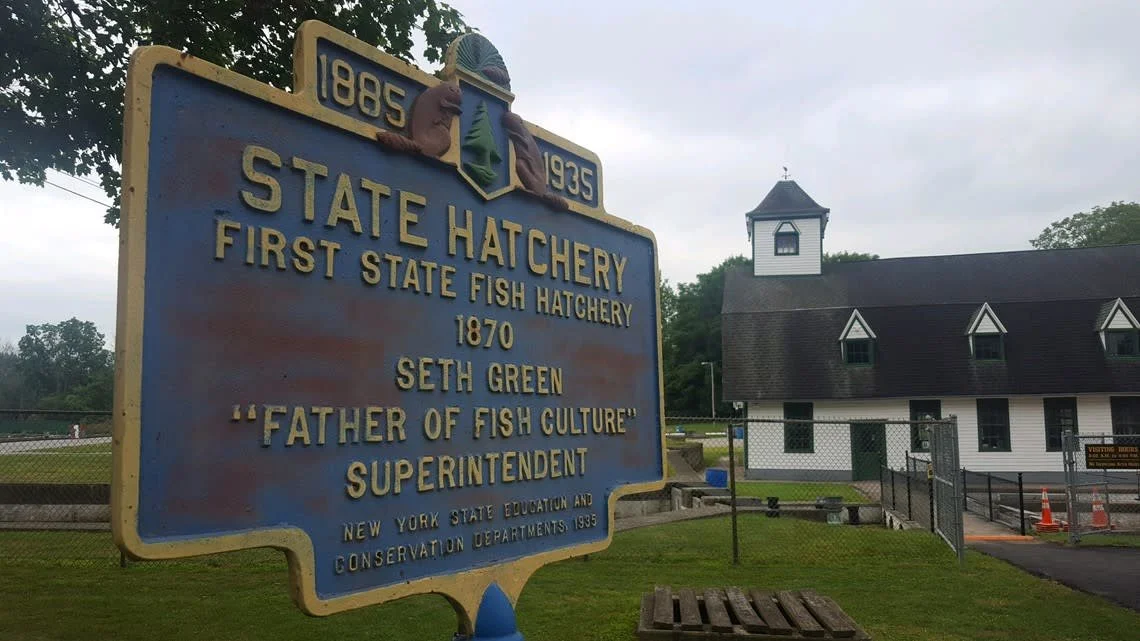 1885 1935
STATE HATCHERY
FIRST STATE FISH HATCHERY
1870
SETH GREEN
"FATHER OF FISH CULTURE"
SUPERINTENDENT
NEW YORK STATE EDUCATION AND
CONSERVATION DEPARTMENTS, 1935
VISITING HOURS